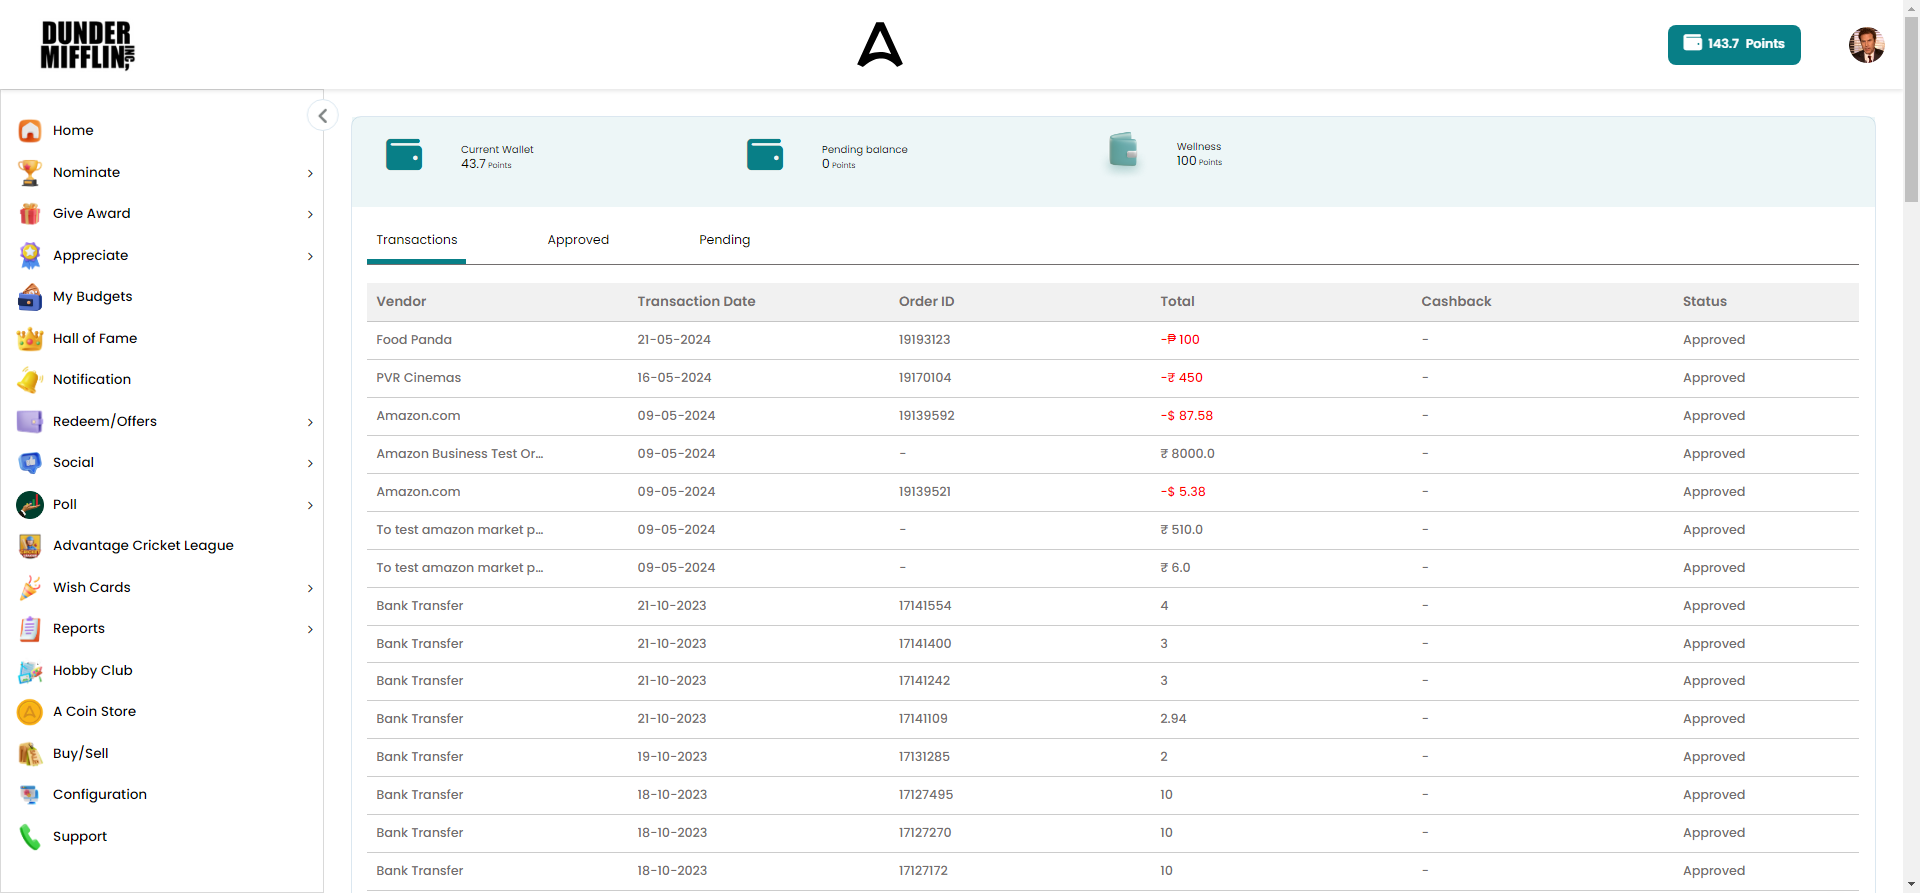 DUNDER
MIFFLIN, INC
143.7 Points
Home
Nominate
Give Award
Appreciate
My Budgets
Hall of Fame
Notification
Redeem/Offers
Social
Poll
Advantage Cricket League
Wish Cards
Reports
Hobby Club
A Coin Store
Buy/Sell
Configuration
Support
Current Wallet
43.7 Points
Pending balance
0 Points
Wellness
100 Points
Transactions Approved Pending
Vendor Transaction Date Order ID Total Cashback Status
Food Panda 21-05-2024 19193123 -₱ 100 - Approved
PVR Cinemas 16-05-2024 19170104 -₹ 450 - Approved
Amazon.com 09-05-2024 19139592 -$ 87.58 - Approved
Amazon Business Test Or... 09-05-2024 - ₹ 8000.0 - Approved
Amazon.com 09-05-2024 19139521 -$ 5.38 - Approved
To test amazon market p... 09-05-2024 - ₹ 510.0 - Approved
To test amazon market p... 09-05-2024 - ₹ 6.0 - Approved
Bank Transfer 21-10-2023 17141554 4 - Approved
Bank Transfer 21-10-2023 17141400 3 - Approved
Bank Transfer 21-10-2023 17141242 3 - Approved
Bank Transfer 21-10-2023 17141109 2.94 - Approved
Bank Transfer 19-10-2023 17131285 2 - Approved
Bank Transfer 18-10-2023 17127495 10 - Approved
Bank Transfer 18-10-2023 17127270 10 - Approved
Bank Transfer 18-10-2023 17127172 10 - Approved